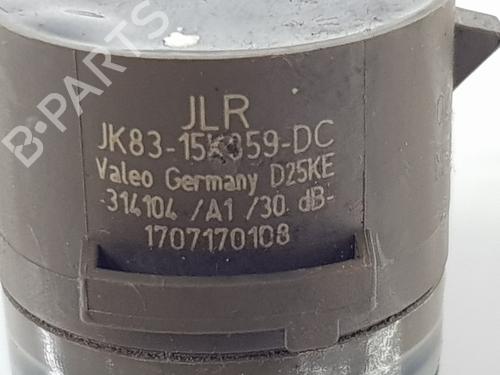 B-PARTS
JLR
JK83-15K859-DC
Valeo Germany D25KE
-314104 /A1 /30 dB-
1707170108